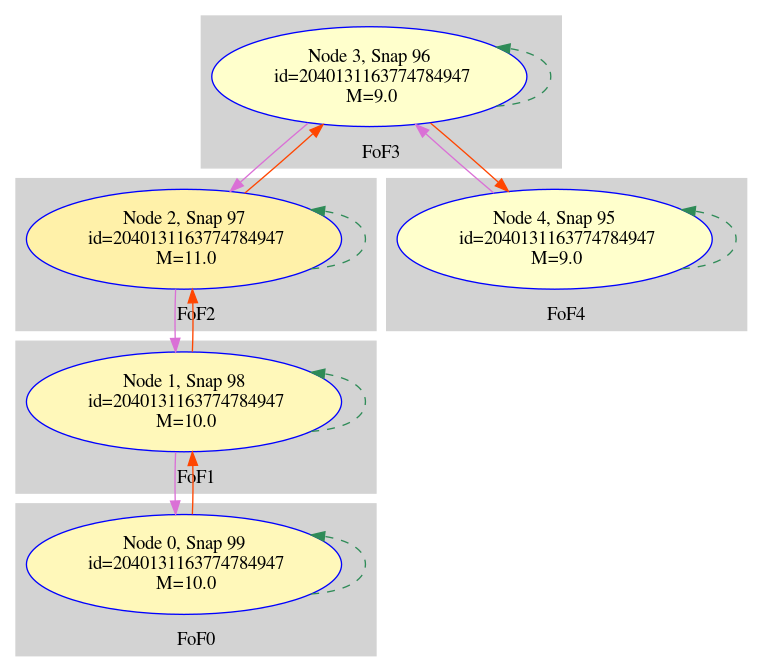 Node 3, Snap 96
id=2040131163774784947
M=9.0
FoF3
Node 2, Snap 97
id=2040131163774784947
M=11.0
FoF2
Node 4, Snap 95
id=2040131163774784947
M=9.0
FoF4
Node 1, Snap 98
id=2040131163774784947
M=10.0
FoF1
Node 0, Snap 99
id=2040131163774784947
M=10.0
FoF0